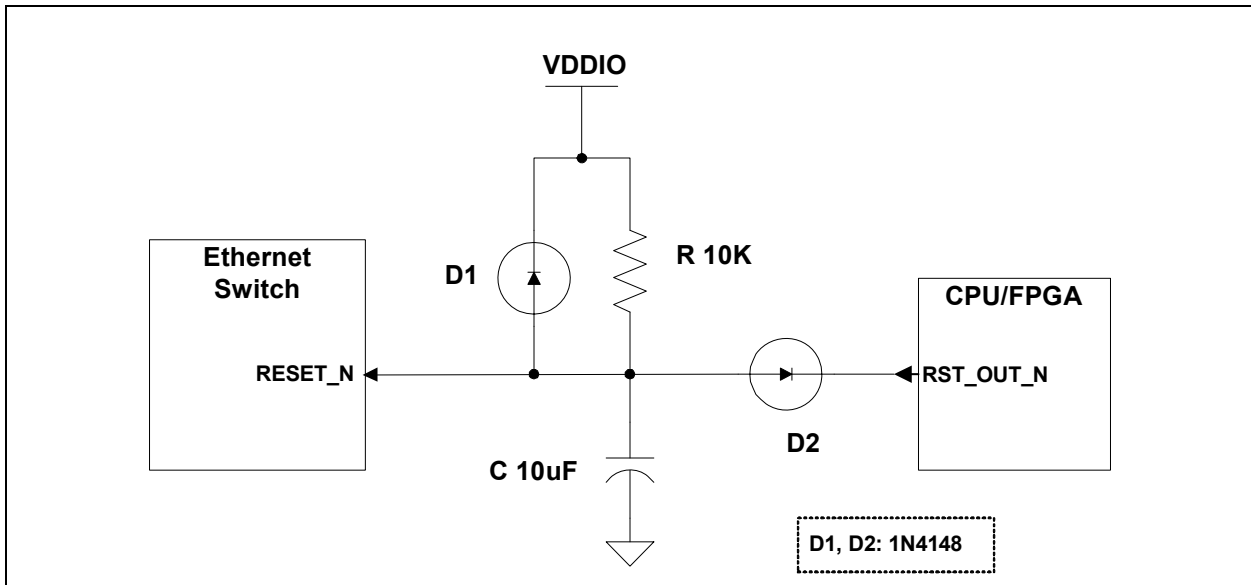 VDDIO
Ethernet
Switch
D1
R 10K
CPU/FPGA
RESET_N
RST_OUT_N
D2
C 10uF
D1, D2: 1N4148